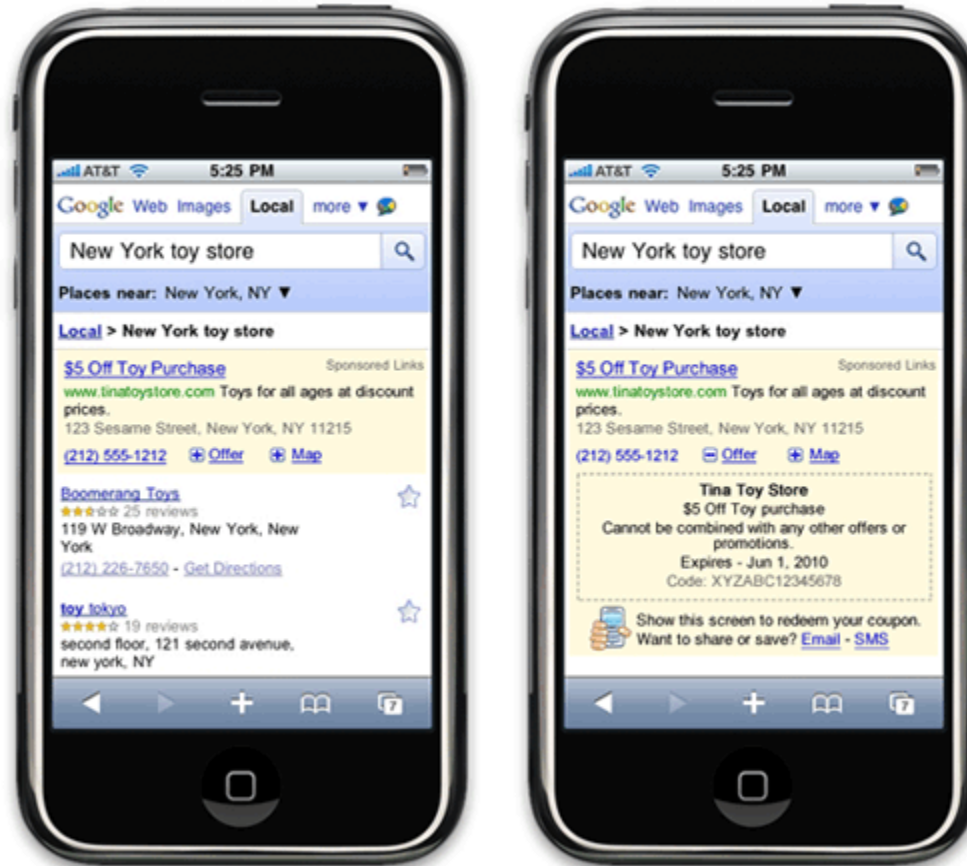 AT&T 5:25 PM
Google Web Images Local more ▼
New York toy store
Places near: New York, NY ▼
Local > New York toy store
$5 Off Toy Purchase Sponsored Links
www.tinatoystore.com Toys for all ages at discount
prices.
123 Sesame Street, New York, NY 11215
(212) 555-1212 Offer Map
Boomerang Toys
25 reviews
119 W Broadway, New York, New
York
(212) 226-7650 - Get Directions
toy tokyo
19 reviews
second floor, 121 second avenue,
new york, NY
7
AT&T 5:25 PM
Google Web Images Local more ▼
New York toy store
Places near: New York, NY ▼
Local > New York toy store
$5 Off Toy Purchase Sponsored Links
www.tinatoystore.com Toys for all ages at discount
prices.
123 Sesame Street, New York, NY 11215
(212) 555-1212 Offer Map
Tina Toy Store
$5 Off Toy purchase
Cannot be combined with any other offers or
promotions.
Expires - Jun 1, 2010
Code: XYZABC12345678
Show this screen to redeem your coupon.
Want to share or save? Email - SMS
7